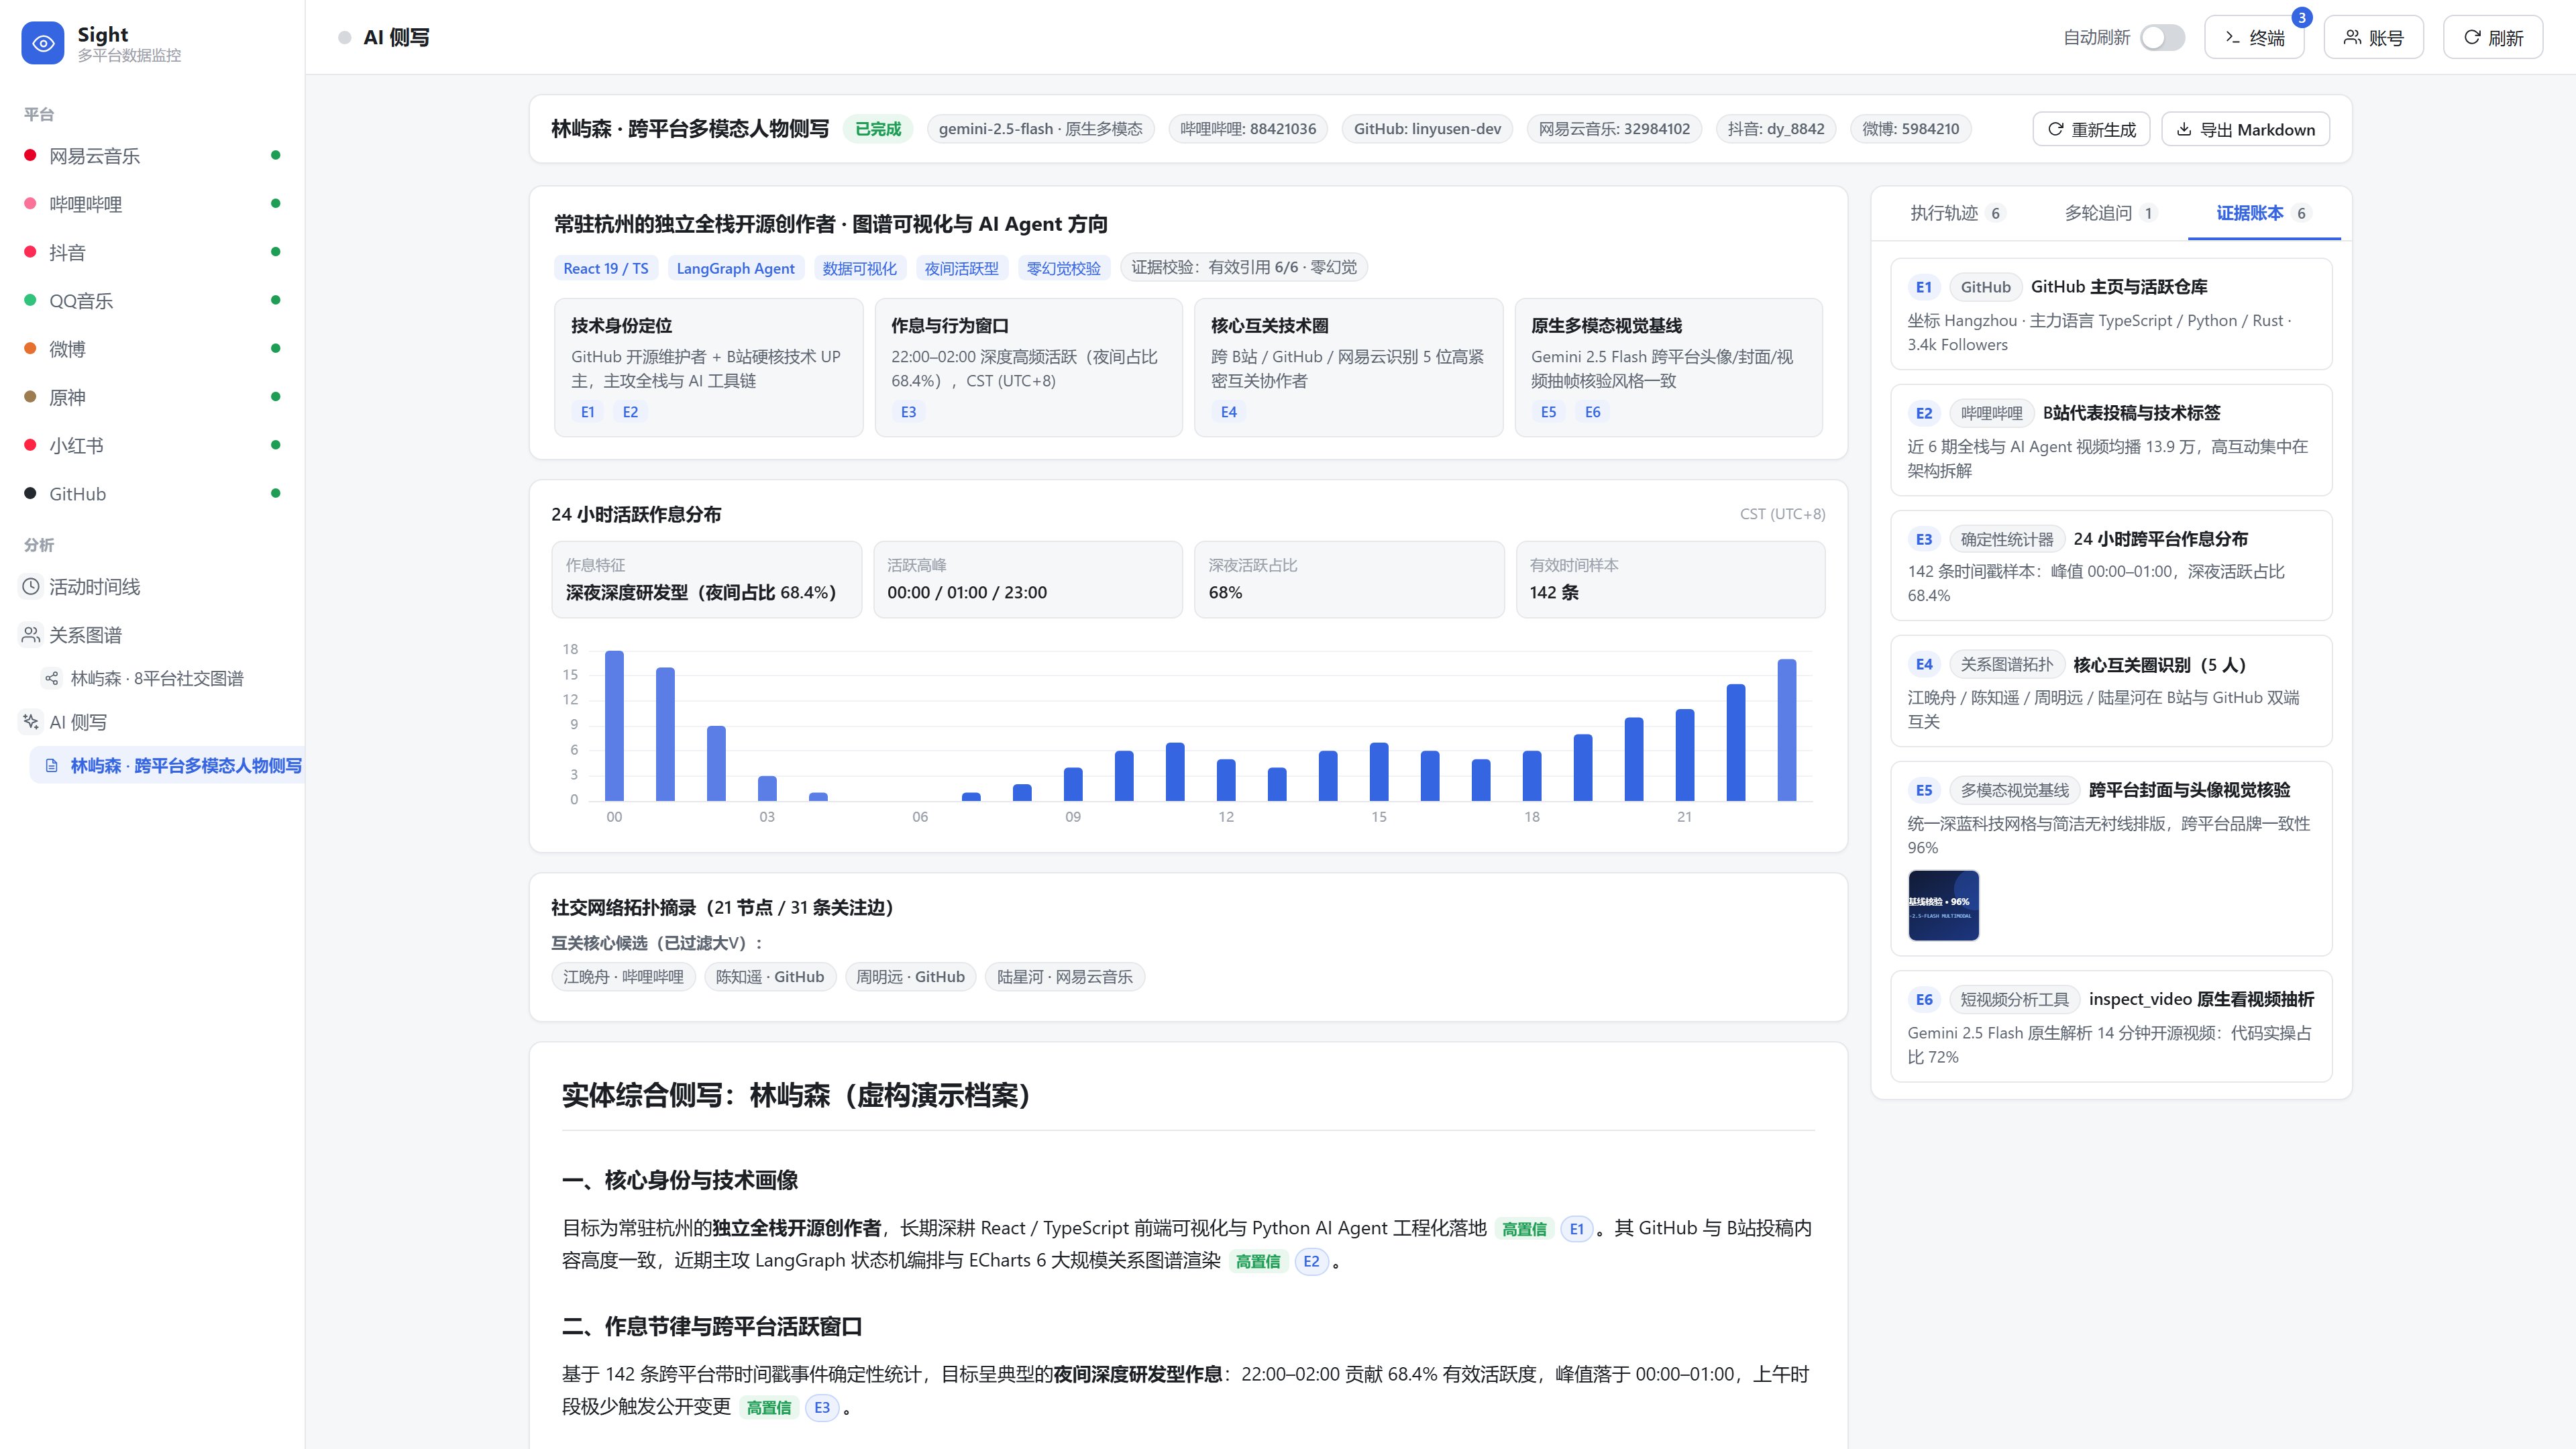 Sight
多平台数据监控
平台
网易云音乐
哔哩哔哩
抖音
QQ音乐
微博
原神
小红书
GitHub
分析
活动时间线
关系图谱
林屿森 · 8平台社交图谱
AI 侧写
林屿森 · 跨平台多模态人物侧写
AI 侧写
自动刷新
终端
3
账号
刷新
林屿森 · 跨平台多模态人物侧写
已完成
gemini-2.5-flash · 原生多模态
哔哩哔哩: 88421036
GitHub: linyusen-dev
网易云音乐: 32984102
抖音: dy_8842
微博: 5984210
重新生成
导出 Markdown
常驻杭州的独立全栈开源创作者 · 图谱可视化与 AI Agent 方向
React 19 / TS
LangGraph Agent
数据可视化
夜间活跃型
零幻觉校验
证据校验：有效引用 6/6 · 零幻觉
技术身份定位
GitHub 开源维护者 + B站硬核技术 UP
主，主攻全栈与 AI 工具链
E1 E2
作息与行为窗口
22:00–02:00 深度高频活跃（夜间占比
68.4%），CST (UTC+8)
E3
核心互关技术圈
跨 B站 / GitHub / 网易云识别 5 位高紧
密互关协作者
E4
原生多模态视觉基线
Gemini 2.5 Flash 跨平台头像/封面/视
频抽帧核验风格一致
E5 E6
24 小时活跃作息分布
CST (UTC+8)
作息特征
深夜深度研发型（夜间占比 68.4%）
活跃高峰
00:00 / 01:00 / 23:00
深夜活跃占比
68%
有效时间样本
142 条
18
15
12
9
6
3
0
00 03 06 09 12 15 18 21
社交网络拓扑摘录（21 节点 / 31 条关注边）
互关核心候选（已过滤大V）：
江晚舟 · 哔哩哔哩
陈知遥 · GitHub
周明远 · GitHub
陆星河 · 网易云音乐
实体综合侧写：林屿森（虚构演示档案）
一、核心身份与技术画像
目标为常驻杭州的独立全栈开源创作者，长期深耕 React / TypeScript 前端可视化与 Python AI Agent 工程化落地 高置信 E1 。其 GitHub 与 B站投稿内
容高度一致，近期主攻 LangGraph 状态机编排与 ECharts 6 大规模关系图谱渲染 高置信 E2 。
二、作息节律与跨平台活跃窗口
基于 142 条跨平台带时间戳事件确定性统计，目标呈典型的夜间深度研发型作息：22:00–02:00 贡献 68.4% 有效活跃度，峰值落于 00:00–01:00，上午时
段极少触发公开变更 高置信 E3 。
执行轨迹 6
多轮追问 1
证据账本 6
E1 GitHub GitHub 主页与活跃仓库
坐标 Hangzhou · 主力语言 TypeScript / Python / Rust ·
3.4k Followers
E2 哔哩哔哩 B站代表投稿与技术标签
近 6 期全栈与 AI Agent 视频均播 13.9 万，高互动集中在
架构拆解
E3 确定性统计器 24 小时跨平台作息分布
142 条时间戳样本：峰值 00:00–01:00，深夜活跃占比
68.4%
E4 关系图谱拓扑 核心互关圈识别（5 人）
江晚舟 / 陈知遥 / 周明远 / 陆星河在 B站与 GitHub 双端
互关
E5 多模态视觉基线 跨平台封面与头像视觉核验
统一深蓝科技网格与简洁无衬线排版，跨平台品牌一致性
96%
基线核验 • 96%
-2.5-FLASH MULTIMODAL
E6 短视频分析工具 inspect_video 原生看视频抽析
Gemini 2.5 Flash 原生解析 14 分钟开源视频：代码实操占
比 72%